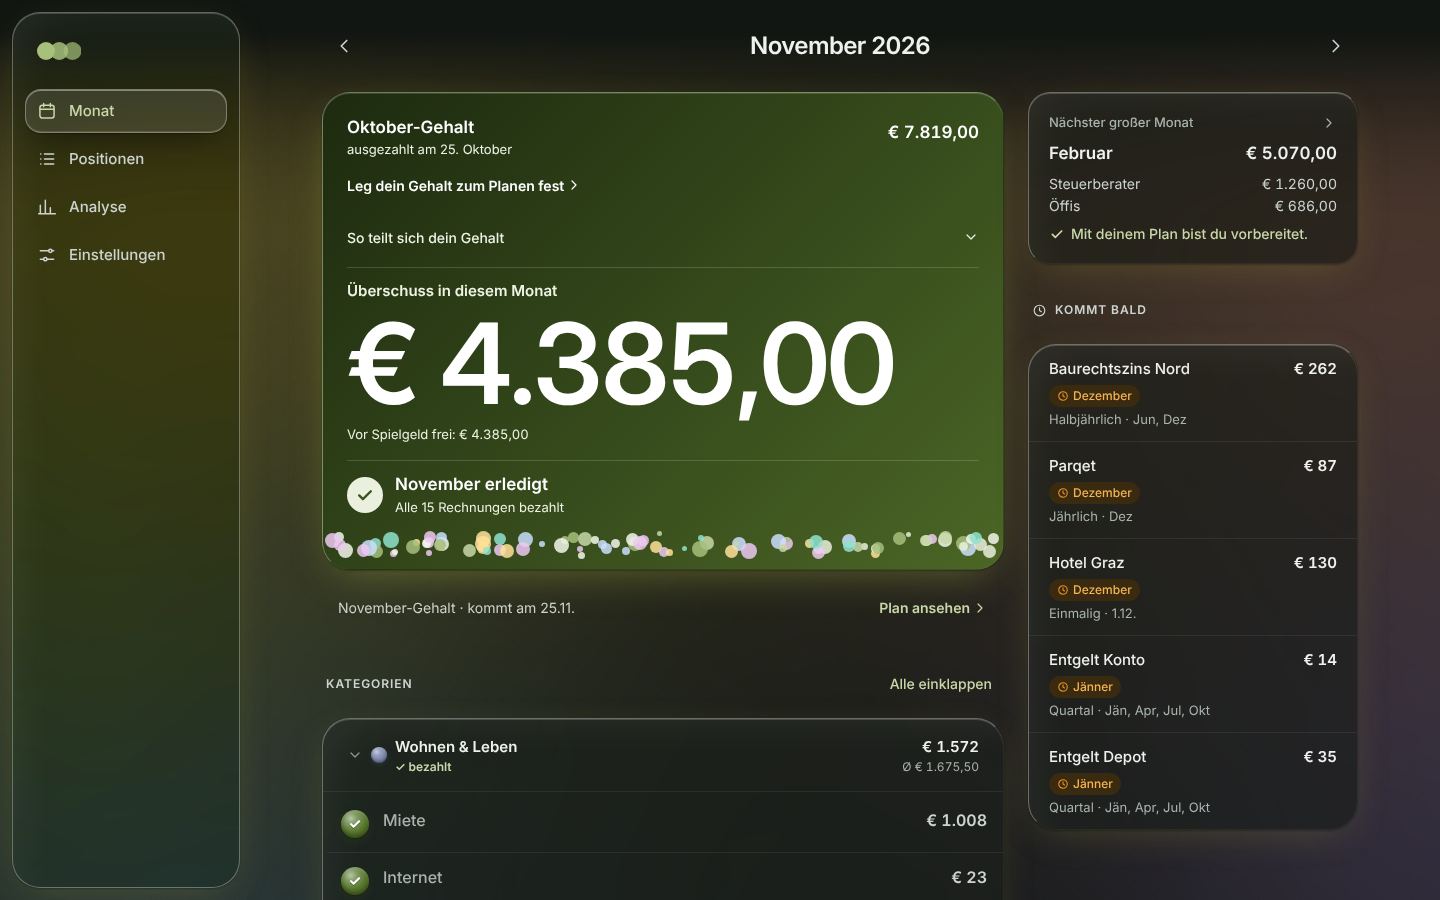 Monat
Positionen
Analyse
Einstellungen
November 2026
Oktober-Gehalt
€ 7.819,00
ausgezahlt am 25. Oktober
Leg dein Gehalt zum Planen fest
So teilt sich dein Gehalt
Überschuss in diesem Monat
€ 4.385,00
Vor Spielgeld frei: € 4.385,00
November erledigt
Alle 15 Rechnungen bezahlt
November-Gehalt · kommt am 25.11.
Plan ansehen
KATEGORIEN
Alle einklappen
Wohnen & Leben
€ 1.572
bezahlt
Ø € 1.675,50
Miete
€ 1.008
Internet
€ 23
Nächster großer Monat
Februar
€ 5.070,00
Steuerberater
€ 1.260,00
Öffis
€ 686,00
Mit deinem Plan bist du vorbereitet.
KOMMT BALD
Baurechtszins Nord
€ 262
Dezember
Halbjährlich · Jun, Dez
Parqet
€ 87
Dezember
Jährlich · Dez
Hotel Graz
€ 130
Dezember
Einmalig · 1.12.
Entgelt Konto
€ 14
Jänner
Quartal · Jän, Apr, Jul, Okt
Entgelt Depot
€ 35
Jänner
Quartal · Jän, Apr, Jul, Okt